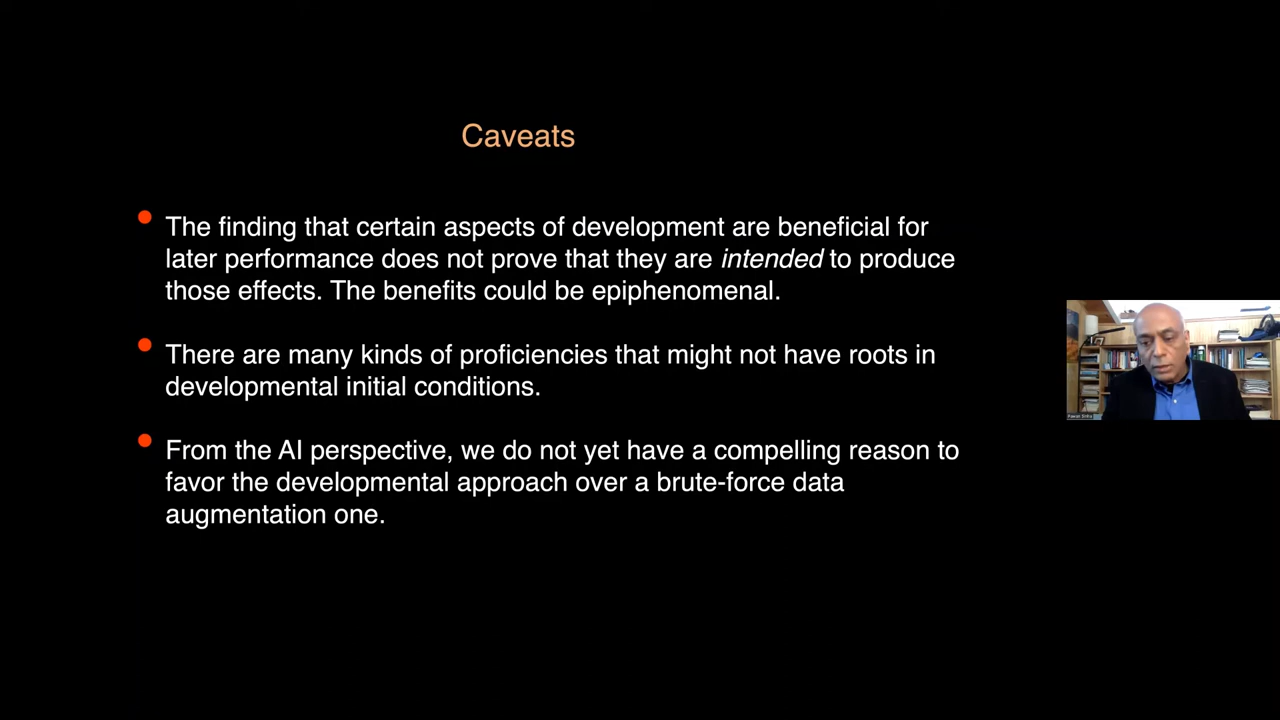 Caveats
The finding that certain aspects of development are beneficial for
later performance does not prove that they are intended to produce
those effects. The benefits could be epiphenomenal.
There are many kinds of proficiencies that might not have roots in
developmental initial conditions.
From the AI perspective, we do not yet have a compelling reason to
favor the developmental approach over a brute-force data
augmentation one.
Pawan Sinha